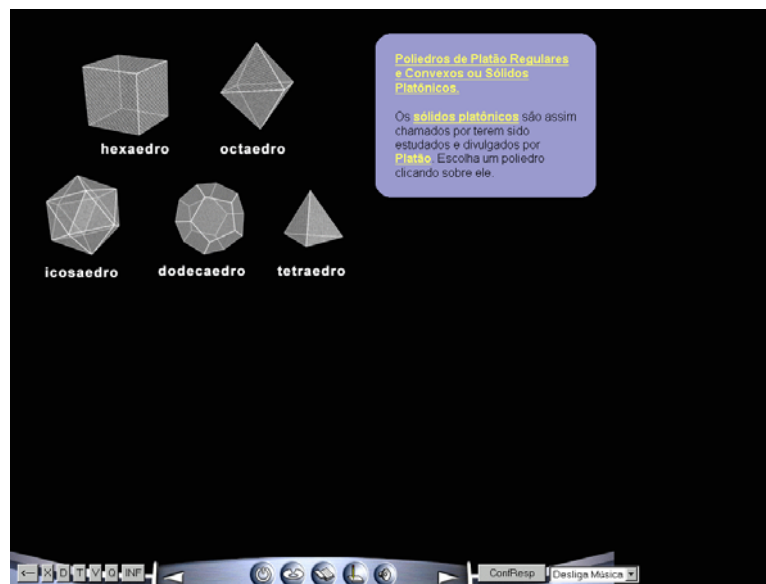 hexaedro octaedro
icosaedro dodecaedro tetraedro
Poliedros de Platão Regulares
e Convexos ou Sólidos
Platônicos.
Os sólidos platônicos são assim
chamados por terem sido
estudados e divulgados por
Platão. Escolha um poliedro
clicando sobre ele.
<-- X D T V O INF ConfResp Desliga Música